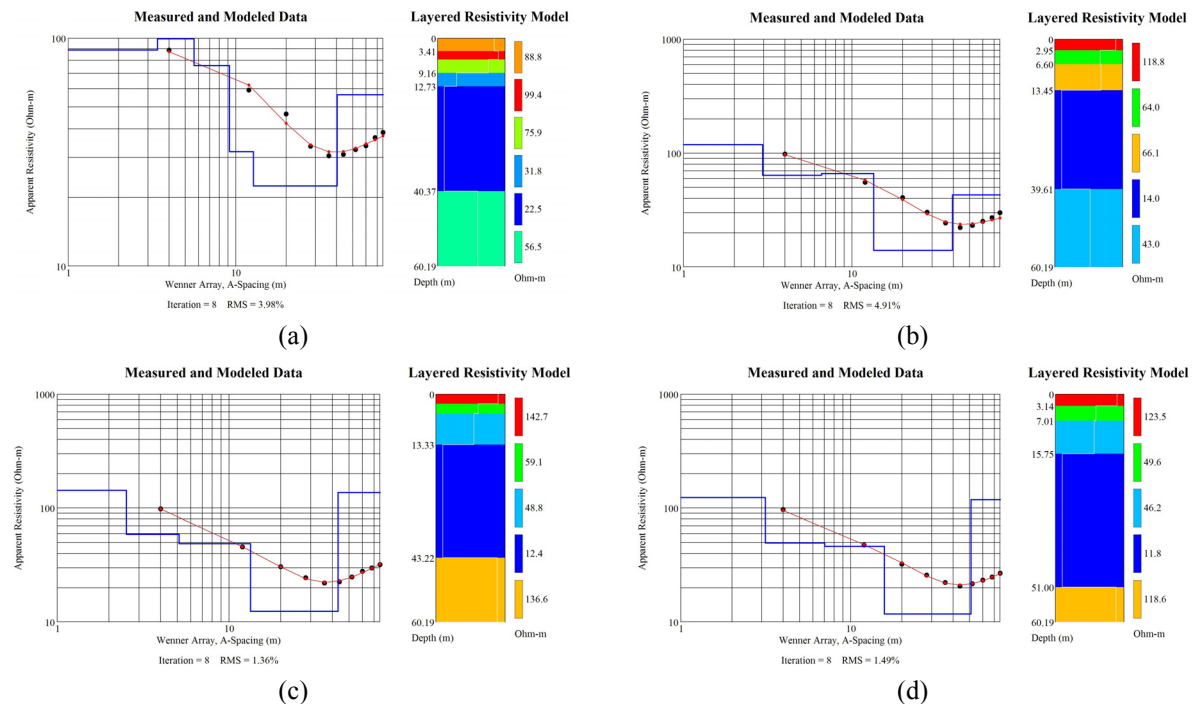 Measured and Modeled Data
100
10
1
10
Apparent Resistivity (Ohm-m)
Wenner Array, A-Spacing (m)
Iteration = 8 RMS = 3.98%
Layered Resistivity Model
0
3.41
9.16
12.73
40.37
60.19
Depth (m)
88.8
99.4
75.9
31.8
22.5
56.5
Ohm-m
(a)
Measured and Modeled Data
1000
100
10
1
10
Apparent Resistivity (Ohm-m)
Wenner Array, A-Spacing (m)
Iteration = 8 RMS = 4.91%
Layered Resistivity Model
0
2.95
6.60
13.45
39.61
60.19
Depth (m)
118.8
64.0
66.1
14.0
43.0
Ohm-m
(b)
Measured and Modeled Data
1000
100
10
1
10
Apparent Resistivity (Ohm-m)
Wenner Array, A-Spacing (m)
Iteration = 8 RMS = 1.36%
Layered Resistivity Model
0
13.33
43.22
60.19
Depth (m)
142.7
59.1
48.8
12.4
136.6
Ohm-m
(c)
Measured and Modeled Data
1000
100
10
1
10
Apparent Resistivity (Ohm-m)
Wenner Array, A-Spacing (m)
Iteration = 8 RMS = 1.49%
Layered Resistivity Model
0
3.14
7.01
15.75
51.00
60.19
Depth (m)
123.5
49.6
46.2
11.8
118.6
Ohm-m
(d)